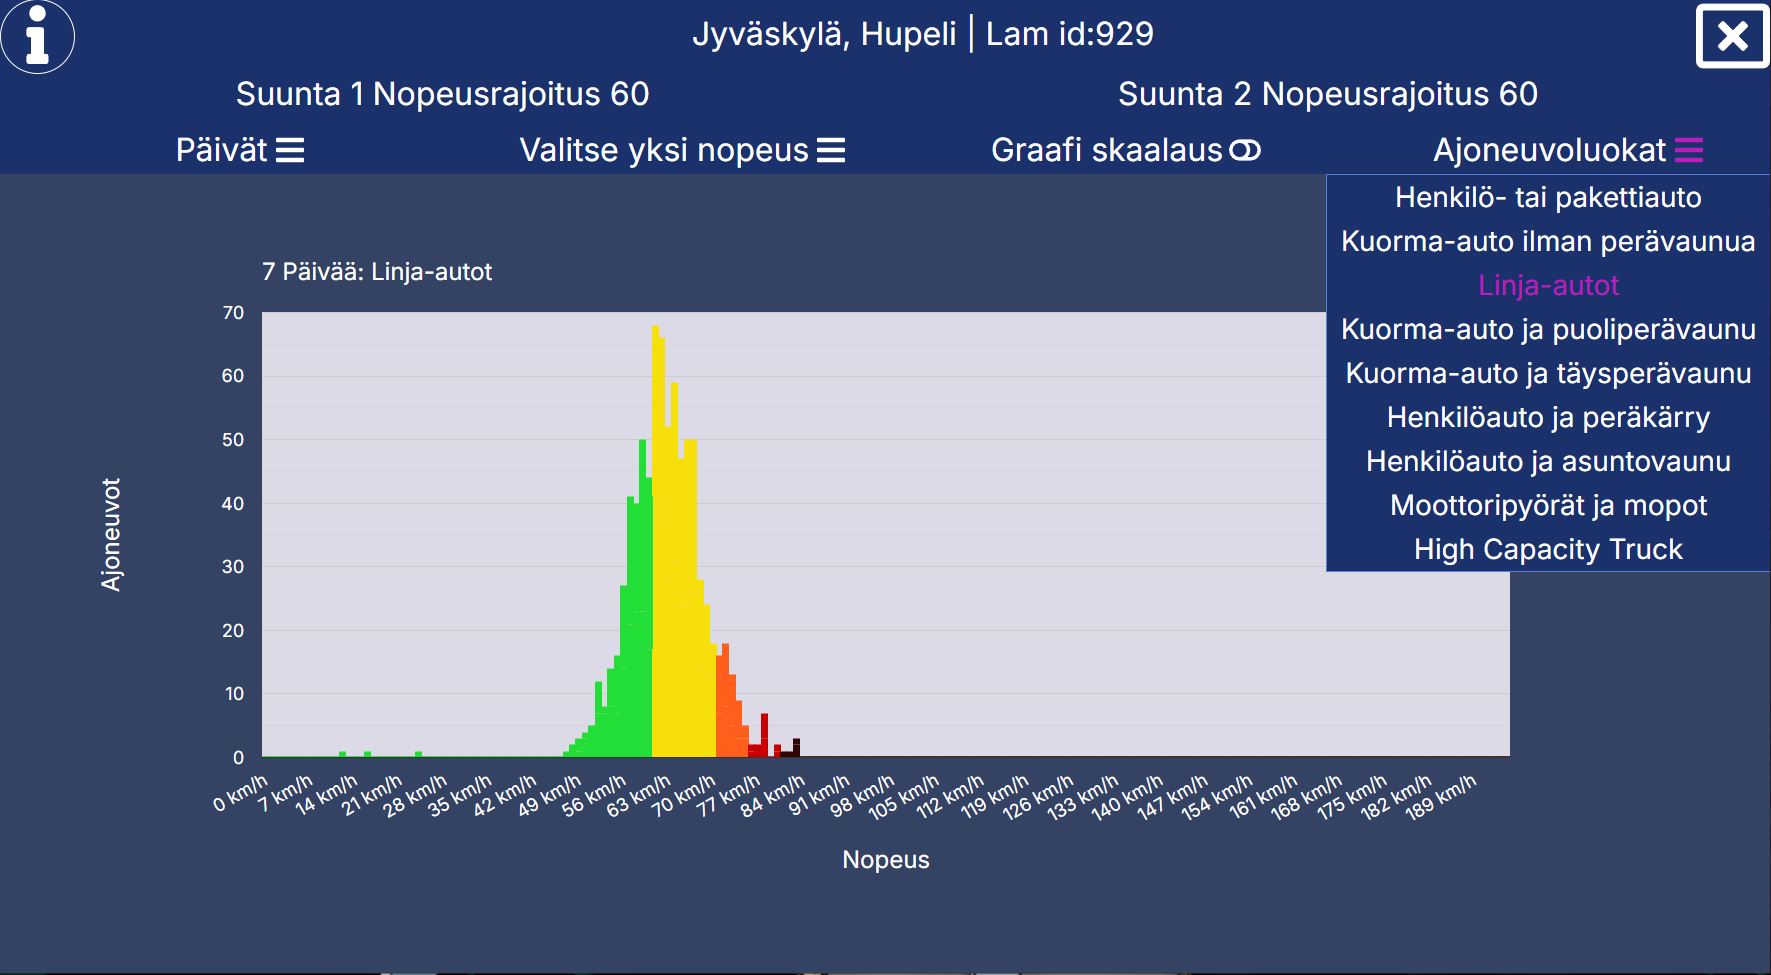 Jyväskylä, Hupeli | Lam id:929
Suunta 1 Nopeusrajoitus 60
Suunta 2 Nopeusrajoitus 60
Päivät
Valitse yksi nopeus
Graafi skaalaus
Ajoneuvoluokat
Henkilö- tai pakettiauto
Kuorma-auto ilman perävaunua
Linja-autot
Kuorma-auto ja puoliperävaunu
Kuorma-auto ja täysperävaunu
Henkilöauto ja peräkärry
Henkilöauto ja asuntovaunu
Moottoripyörät ja mopot
High Capacity Truck
7 Päivää: Linja-autot
Ajoneuvot
70
60
50
40
30
20
10
0
0 km/h
7 km/h
14 km/h
21 km/h
28 km/h
35 km/h
42 km/h
49 km/h
56 km/h
63 km/h
70 km/h
77 km/h
84 km/h
91 km/h
98 km/h
105 km/h
112 km/h
119 km/h
126 km/h
133 km/h
140 km/h
147 km/h
154 km/h
161 km/h
168 km/h
175 km/h
182 km/h
189 km/h
Nopeus